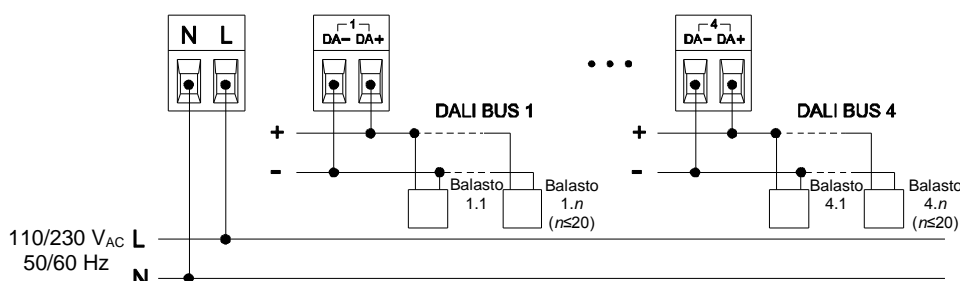 N L
1
DA− DA+
4
DA− DA+
• • •
DALI BUS 1
DALI BUS 4
+
-
+
-
Balasto
1.1
Balasto
1.n
(n≤20)
Balasto
4.1
Balasto
4.n
(n≤20)
110/230 VAC L
50/60 Hz
N